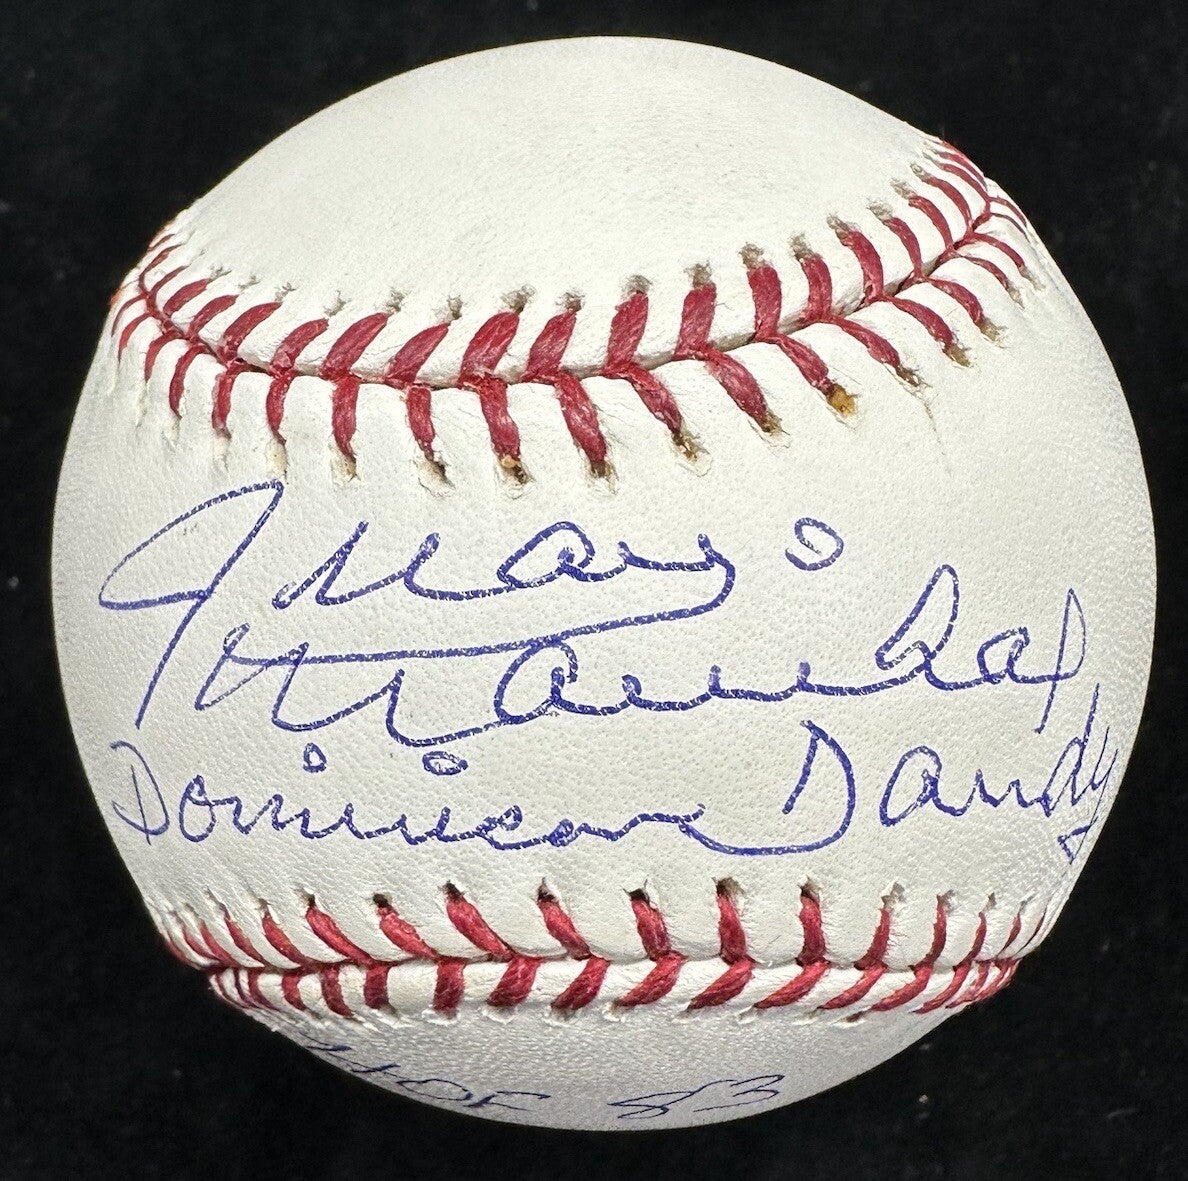 Juan
Marichal
Dominican Dandy
HOF 83